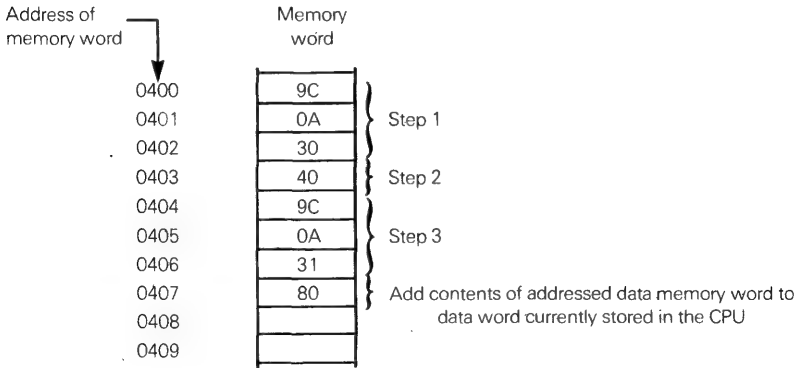 Address of
memory word
Memory
word
0400 9C
0401 0A Step 1
0402 30
0403 40 Step 2
0404 9C
0405 0A Step 3
0406 31
0407 80 Add contents of addressed data memory word to
0408 data word currently stored in the CPU
0409